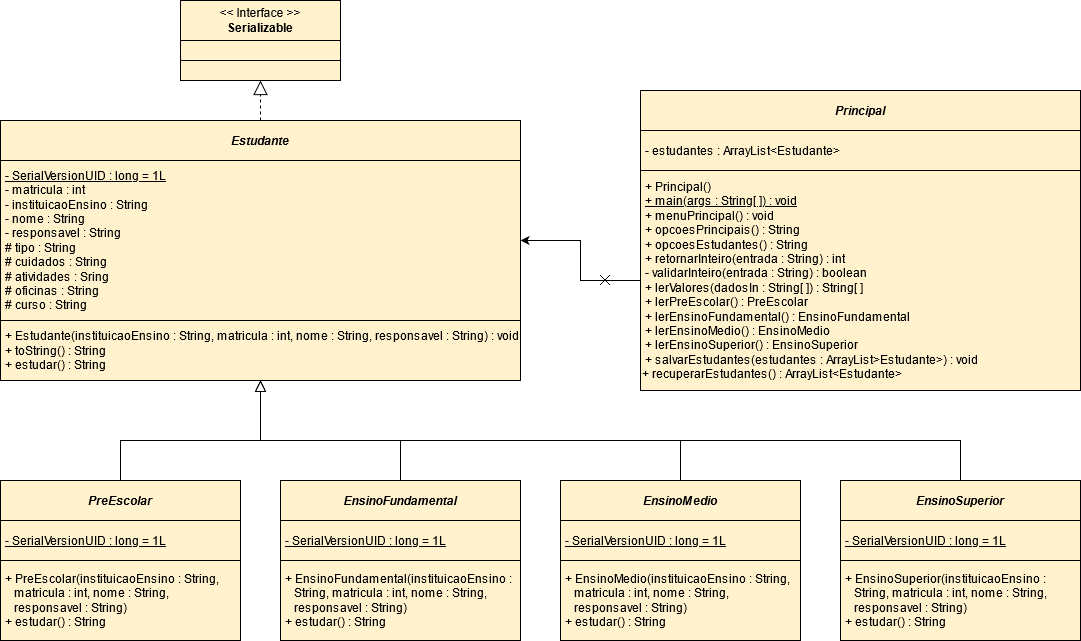 << Interface >>
Serializable
Estudante
- SerialVersionUID : long = 1L
- matricula : int
- instituicaoEnsino : String
- nome : String
- responsavel : String
# tipo : String
# cuidados : String
# atividades : Sring
# oficinas : String
# curso : String
+ Estudante(instituicaoEnsino : String, matricula : int, nome : String, responsavel : String) : void
+ toString() : String
+ estudar() : String
Principal
- estudantes : ArrayList<Estudante>
+ Principal()
+ main(args : String[ ]) : void
+ menuPrincipal() : void
+ opcoesPrincipais() : String
+ opcoesEstudantes() : String
+ retornarInteiro(entrada : String) : int
- validarInteiro(entrada : String) : boolean
+ lerValores(dadosIn : String[ ]) : String[ ]
+ lerPreEscolar() : PreEscolar
+ lerEnsinoFundamental() : EnsinoFundamental
+ lerEnsinoMedio() : EnsinoMedio
+ lerEnsinoSuperior() : EnsinoSuperior
+ salvarEstudantes(estudantes : ArrayList>Estudante>) : void
+ recuperarEstudantes() : ArrayList<Estudante>
PreEscolar
- SerialVersionUID : long = 1L
+ PreEscolar(instituicaoEnsino : String,
matricula : int, nome : String,
responsavel : String)
+ estudar() : String
EnsinoFundamental
- SerialVersionUID : long = 1L
+ EnsinoFundamental(instituicaoEnsino :
String, matricula : int, nome : String,
responsavel : String)
+ estudar() : String
EnsinoMedio
- SerialVersionUID : long = 1L
+ EnsinoMedio(instituicaoEnsino : String,
matricula : int, nome : String,
responsavel : String)
+ estudar() : String
EnsinoSuperior
- SerialVersionUID : long = 1L
+ EnsinoSuperior(instituicaoEnsino :
String, matricula : int, nome : String,
responsavel : String)
+ estudar() : String